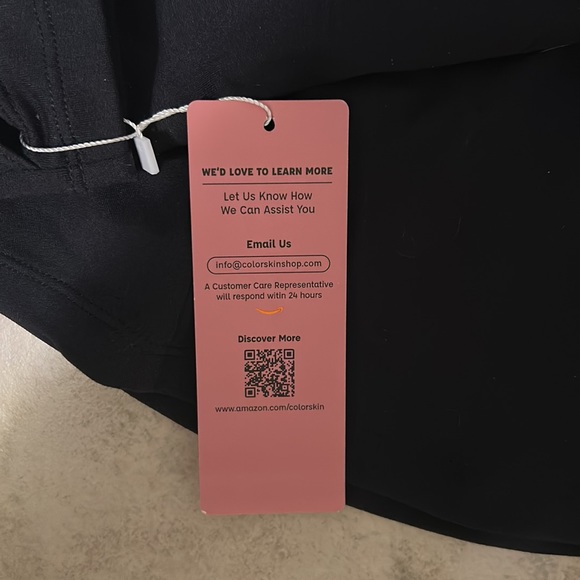 WE'D LOVE TO LEARN MORE
Let Us Know How
We Can Assist You
Email Us
info@colorskinshop.com
A Customer Care Representative
will respond witin 24 hours
Discover More
www.amazon.com/colorskin